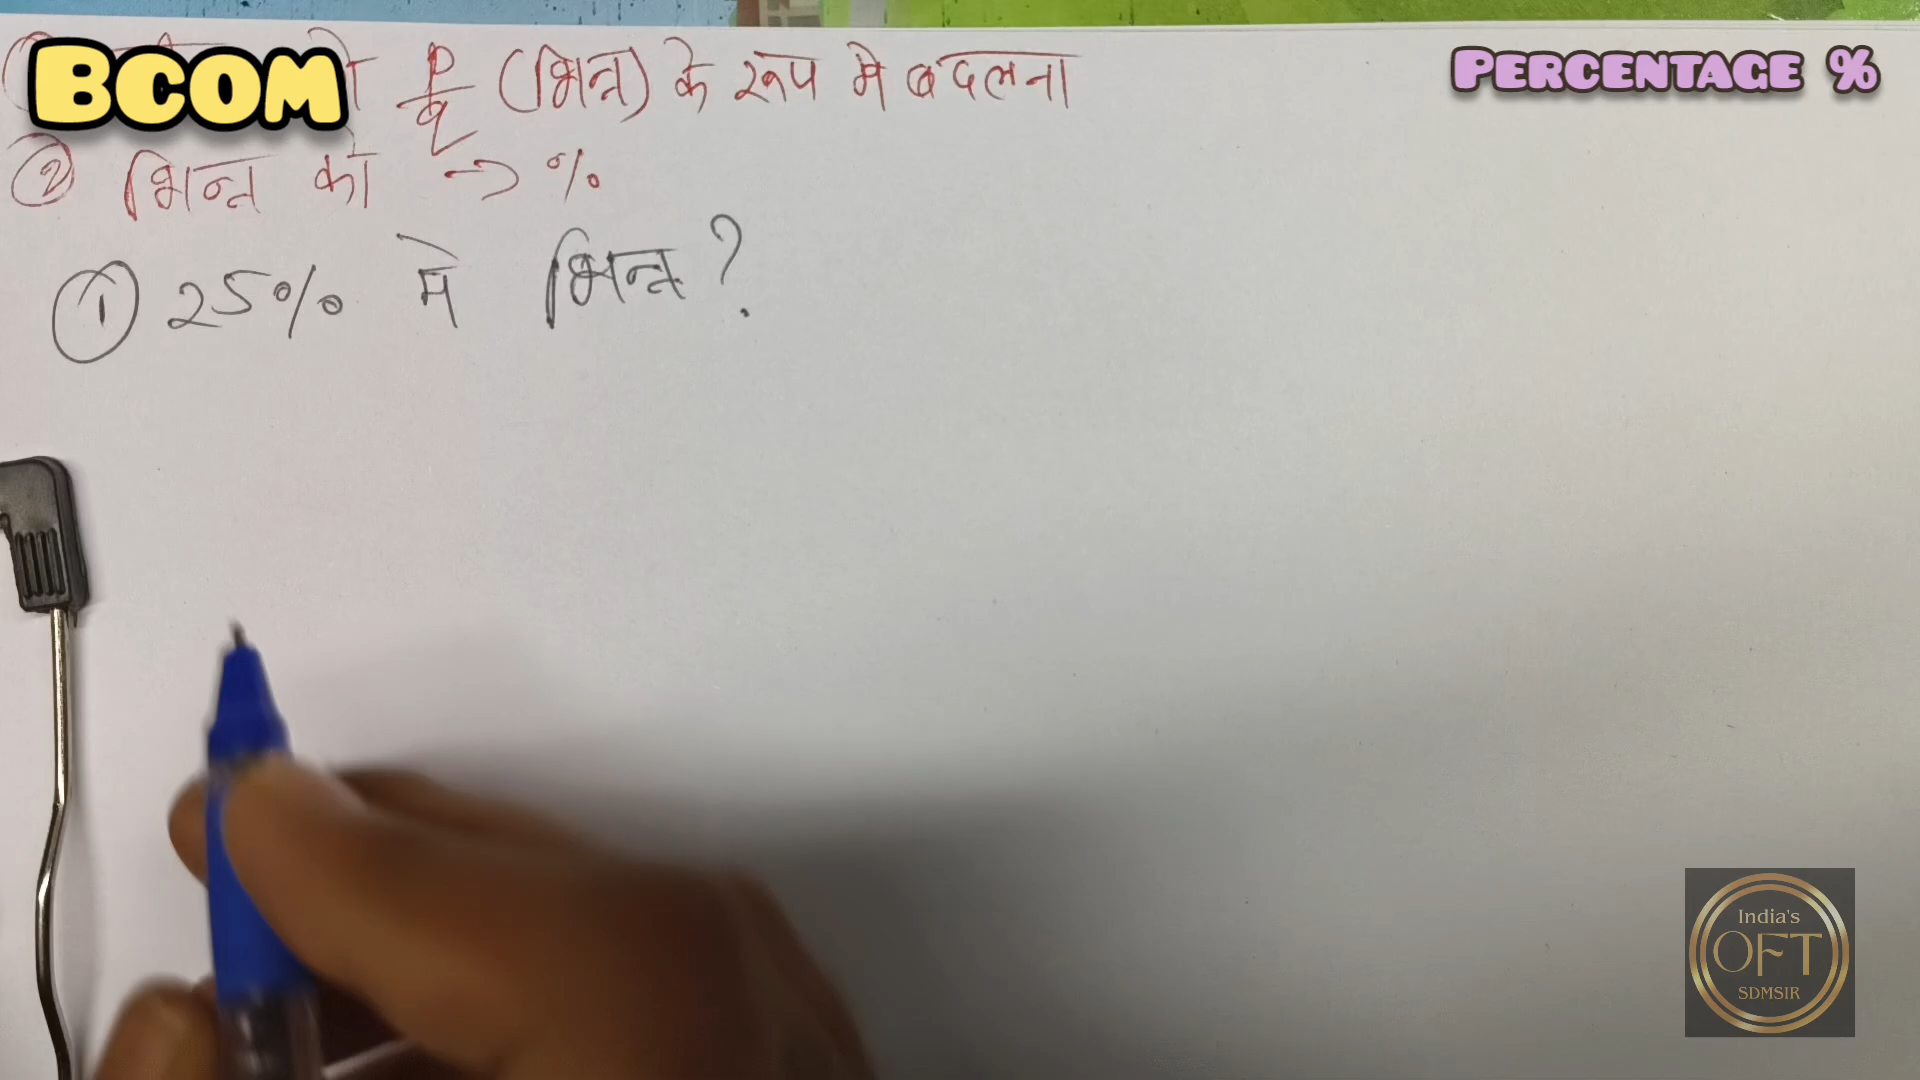 BCOM
PERCENTAGE %
p/q (भिन्न) के रूप मे बदलना
② भिन्न को → %
① 25% मे भिन्न ?
India's
OFT
SDMSIR